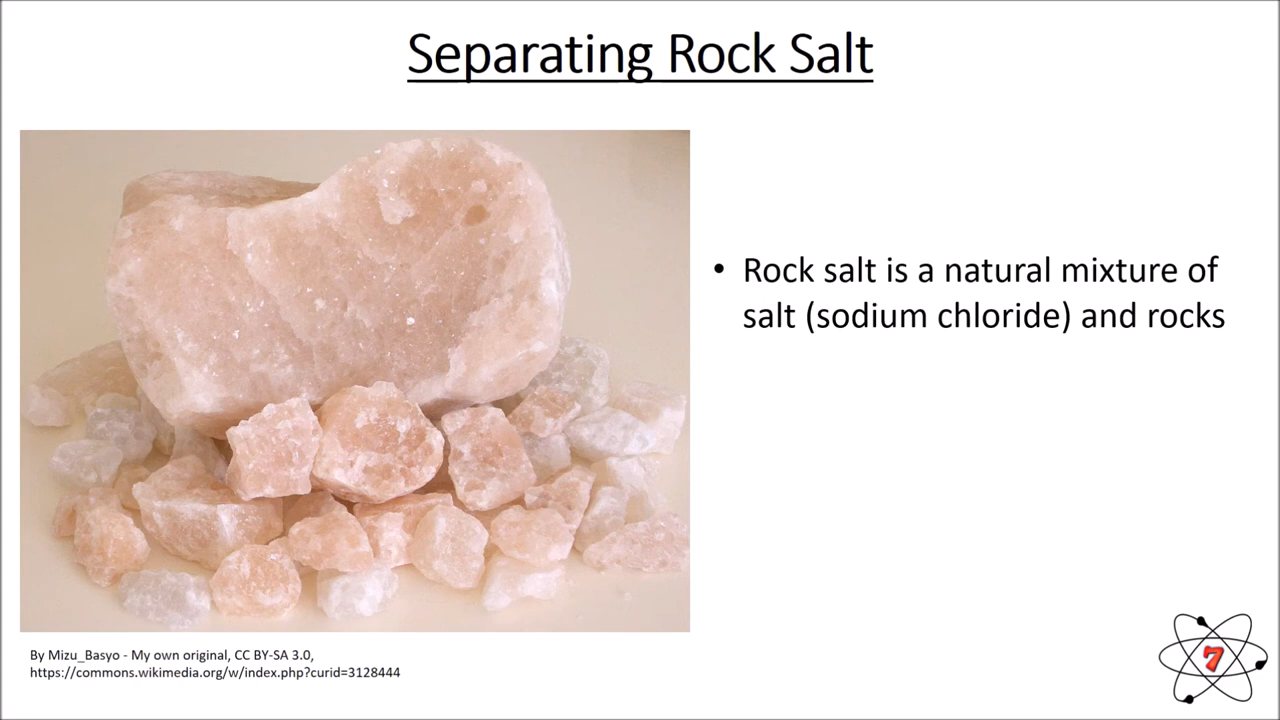 Separating Rock Salt
• Rock salt is a natural mixture of
salt (sodium chloride) and rocks
By Mizu_Basyo - My own original, CC BY-SA 3.0,
https://commons.wikimedia.org/w/index.php?curid=3128444
7